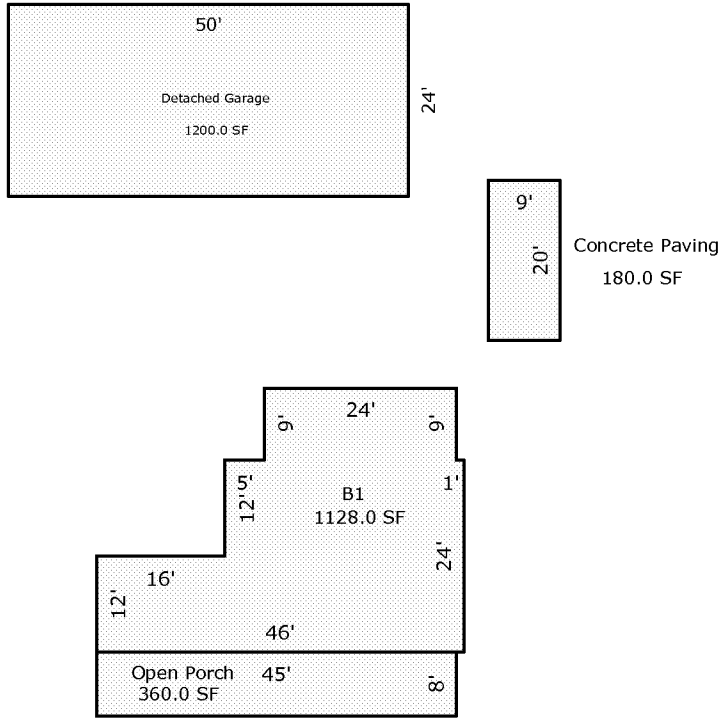 50'
Detached Garage
1200.0 SF
24'
9'
20'
Concrete Paving
180.0 SF
24'
9'
9'
5'
1'
12'
B1
1128.0 SF
24'
16'
12'
46'
Open Porch
360.0 SF
45'
8'